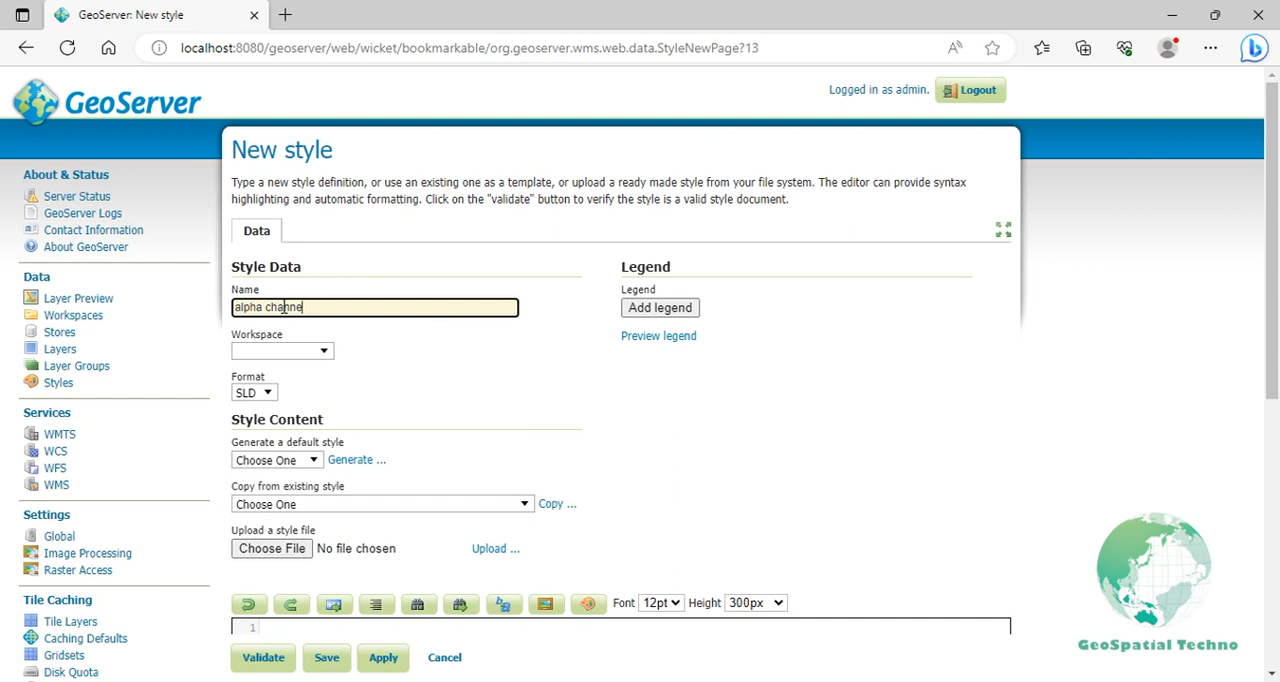 GeoServer: New style
localhost:8080/geoserver/web/wicket/bookmarkable/org.geoserver.wms.web.data.StyleNewPage?13
GeoServer
Logged in as admin.
Logout
About & Status
Server Status
GeoServer Logs
Contact Information
About GeoServer
Data
Layer Preview
Workspaces
Stores
Layers
Layer Groups
Styles
Services
WMTS
WCS
WFS
WMS
Settings
Global
Image Processing
Raster Access
Tile Caching
Tile Layers
Caching Defaults
Gridsets
Disk Quota
New style
Type a new style definition, or use an existing one as a template, or upload a ready made style from your file system. The editor can provide syntax
highlighting and automatic formatting. Click on the "validate" button to verify the style is a valid style document.
Data
Style Data
Name
alpha channe
Workspace
Format
SLD
Style Content
Generate a default style
Choose One Generate ...
Copy from existing style
Choose One Copy ...
Upload a style file
Choose File No file chosen Upload ...
Legend
Legend
Add legend
Preview legend
Font 12pt Height 300px
1
Validate Save Apply Cancel
GeoSpatial Techno